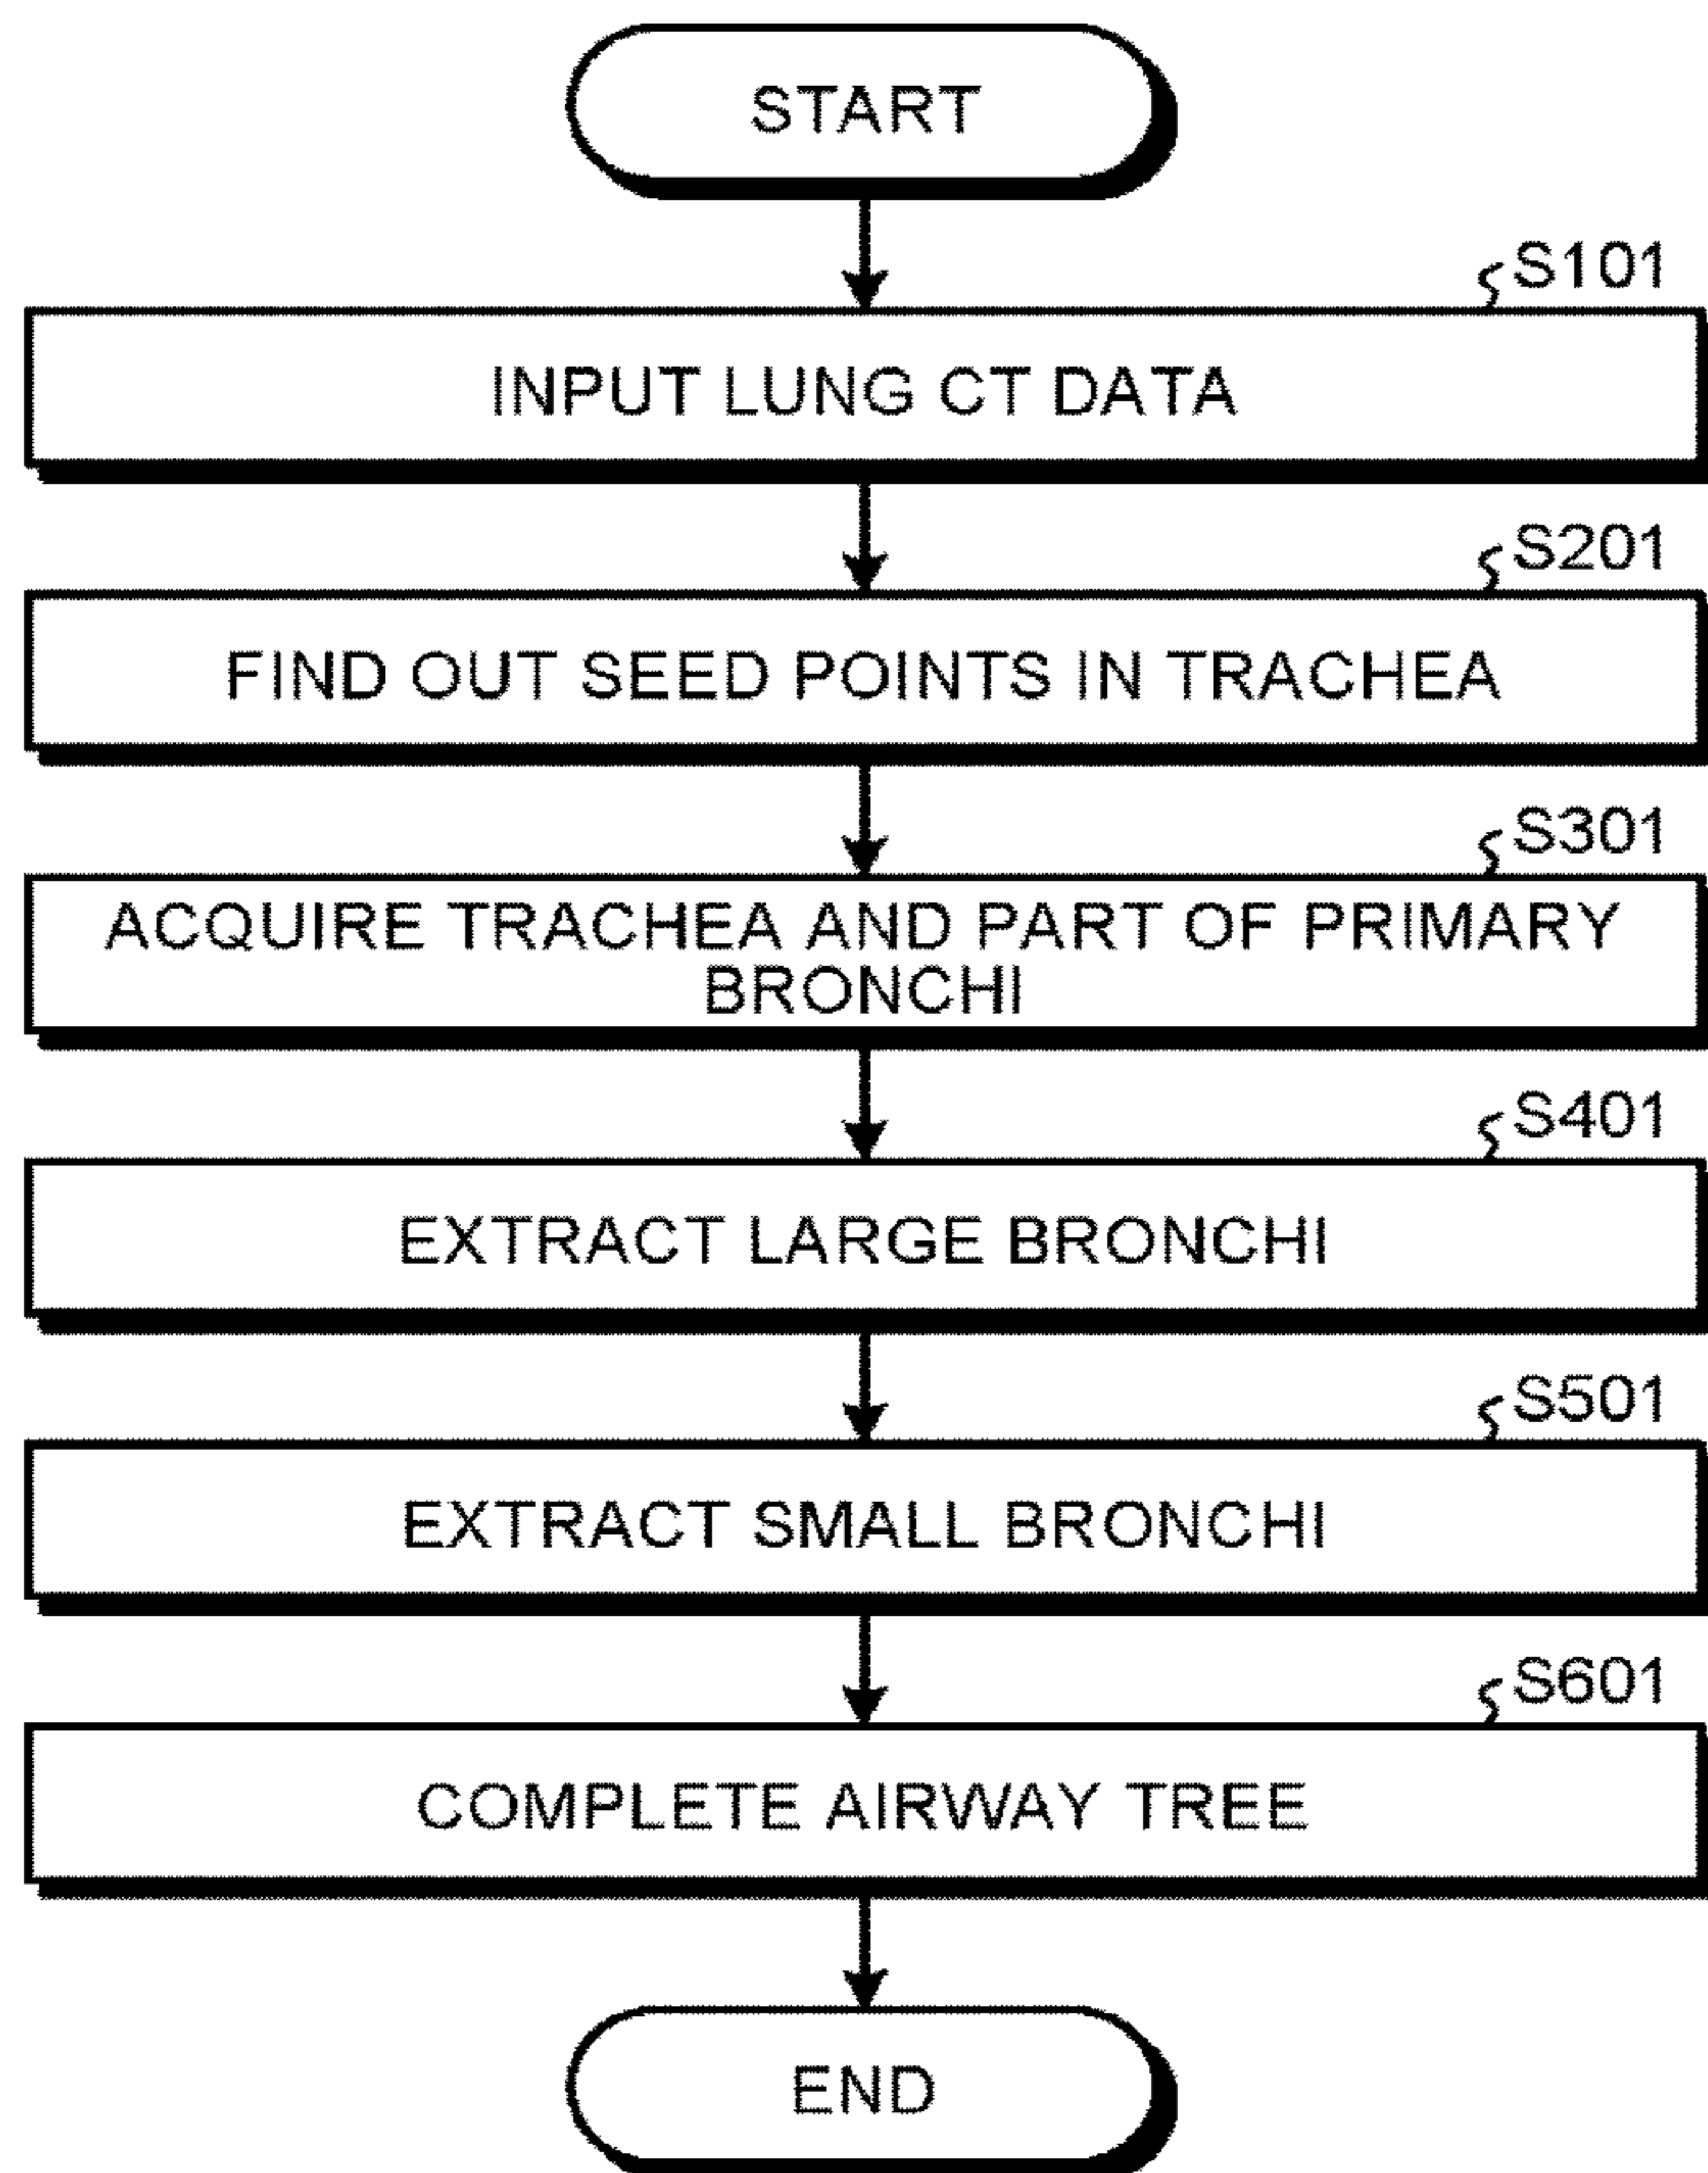 START
S101
INPUT LUNG CT DATA
S201
FIND OUT SEED POINTS IN TRACHEA
S301
ACQUIRE TRACHEA AND PART OF PRIMARY
BRONCHI
S401
EXTRACT LARGE BRONCHI
S501
EXTRACT SMALL BRONCHI
S601
COMPLETE AIRWAY TREE
END